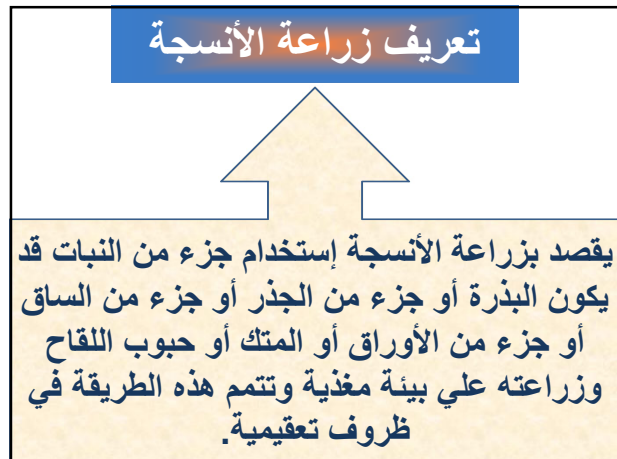 تعريف زراعة الأنسجة
يقصد بزراعة الأنسجة إستخدام جزء من النبات قد
يكون البذرة أو جزء من الجذر أو جزء من الساق
أو جزء من الأوراق أو المتك أو حبوب اللقاح
وزراعته علي بيئة مغذية وتتمم هذه الطريقة في
ظروف تعقيمية.